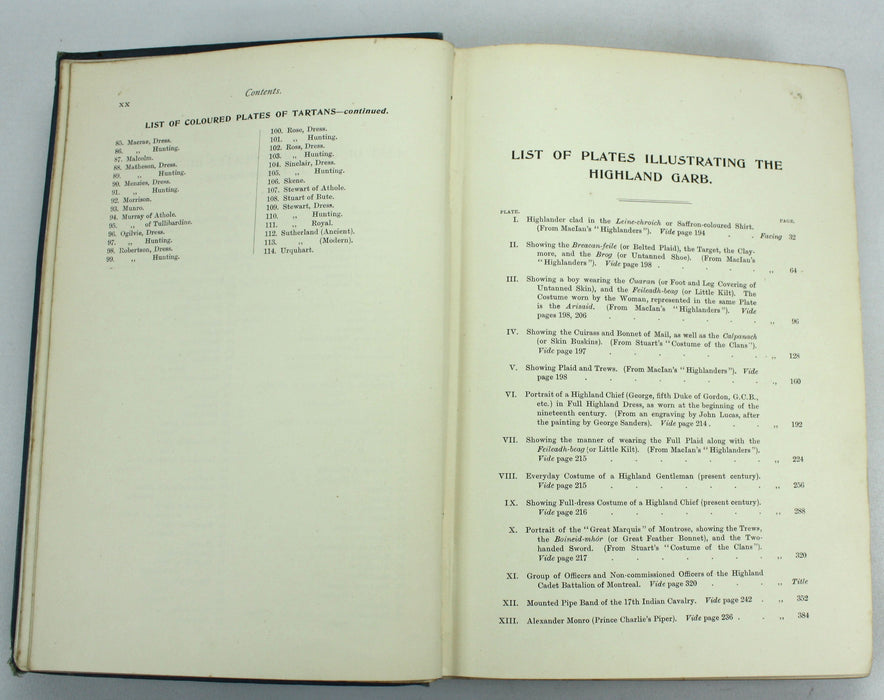 xx
Contents.
LIST OF COLOURED PLATES OF TARTANS—continued.
85. Macrae, Dress.
86. ,, Hunting.
87. Malcolm.
88. Matheson, Dress.
89. ,, Hunting.
90. Menzies, Dress.
91. ,, Hunting.
92. Morrison.
93. Munro.
94. Murray of Athole.
95. ,, of Tullibardine.
96. Ogilvie, Dress.
97. ,, Hunting.
98. Robertson, Dress.
99. ,, Hunting.
100. Rose, Dress.
101. ,, Hunting.
102. Ross, Dress.
103. ,, Hunting.
104. Sinclair, Dress.
105. ,, Hunting.
106. Skene.
107. Stewart of Athole.
108. Stuart of Bute.
109. Stewart, Dress.
110. ,, Hunting.
111. ,, Royal.
112. Sutherland (Ancient).
113. ,, (Modern).
114. Urquhart.
LIST OF PLATES ILLUSTRATING THE
HIGHLAND GARB.
PLATE. PAGE.
I. Highlander clad in the Leine-chroich or Saffron-coloured Shirt.
(From MacIan's "Highlanders"). Vide page 194 . . Facing 32
II. Showing the Breacan-feile (or Belted Plaid), the Target, the Clay-
more, and the Brog (or Untanned Shoe). (From MacIan's
"Highlanders"). Vide page 198 . . . . . . ,, 64
III. Showing a boy wearing the Cuaran (or Foot and Leg Covering of
Untanned Skin), and the Feileadh-beag (or Little Kilt). The
Costume worn by the Woman, represented in the same Plate
is the Arisaid. (From MacIan's "Highlanders"). Vide
pages 198, 206 . . . . . . . ,, 96
IV. Showing the Cuirass and Bonnet of Mail, as well as the Calpanach
(or Skin Buskins). (From Stuart's "Costume of the Clans").
Vide page 197 . . . . . . . ,, 128
V. Showing Plaid and Trews. (From MacIan's "Highlanders"). Vide
page 198 . . . . . . . ,, 160
VI. Portrait of a Highland Chief (George, fifth Duke of Gordon, G.C.B.,
etc.) in Full Highland Dress, as worn at the beginning of the
nineteenth century. (From an engraving by John Lucas, after
the painting by George Sanders). Vide page 214 . . . ,, 192
VII. Showing the manner of wearing the Full Plaid along with the
Feileadh-beag (or Little Kilt). (From MacIan's "Highlanders").
Vide page 215 . . . . . . . ,, 224
VIII. Everyday Costume of a Highland Gentleman (present century).
Vide page 215 . . . . . . . ,, 256
IX. Showing Full-dress Costume of a Highland Chief (present century).
Vide page 216 . . . . . . . ,, 288
X. Portrait of the "Great Marquis" of Montrose, showing the Trews,
the Boineid-mhór (or Great Feather Bonnet), and the Two-
handed Sword. (From Stuart's "Costume of the Clans").
Vide page 217 . . . . . . . ,, 320
XI. Group of Officers and Non-commissioned Officers of the Highland
Cadet Battalion of Montreal. Vide page 320 . . . ,, Title
XII. Mounted Pipe Band of the 17th Indian Cavalry. Vide page 242 . ,, 352
XIII. Alexander Monro (Prince Charlie's Piper). Vide page 236 . . ,, 384